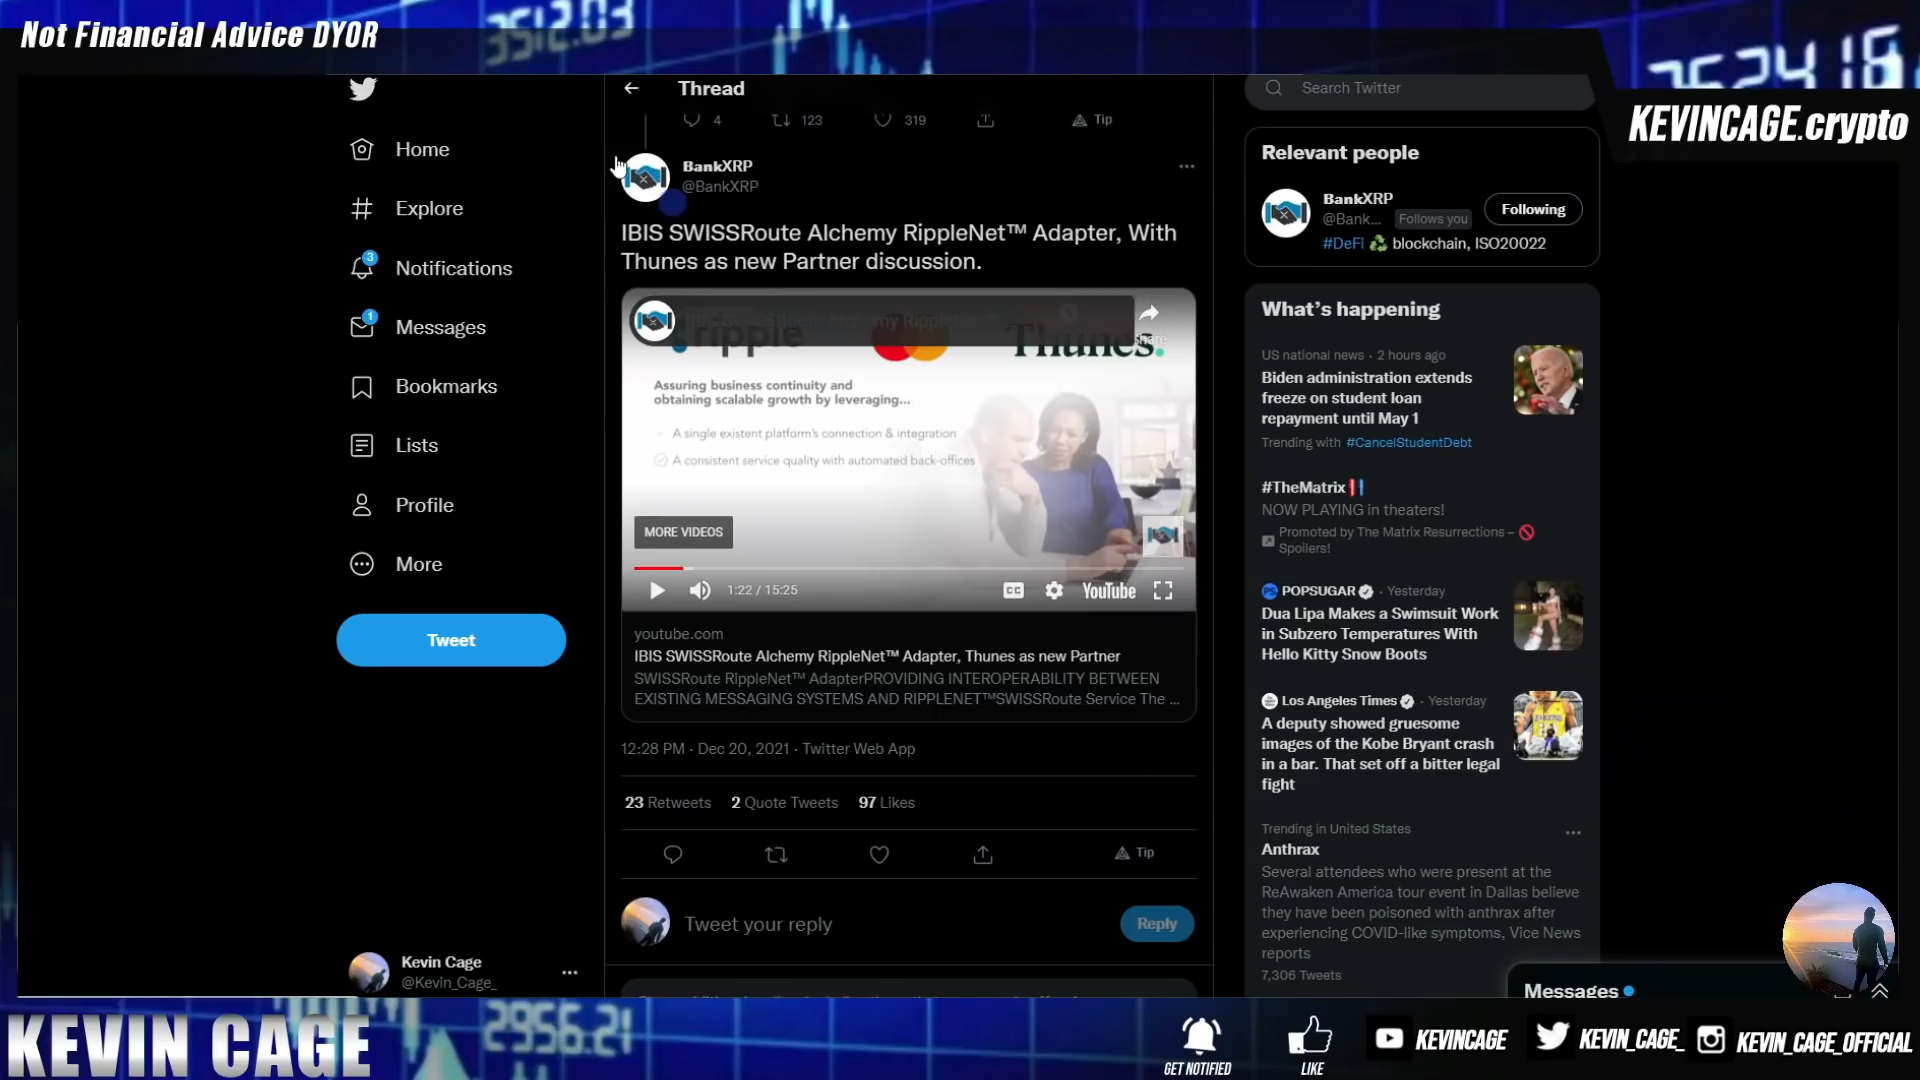 Not Financial Advice DYOR
3512.03
KEVINCAGE.crypto
Home
Explore
3
Notifications
1
Messages
Bookmarks
Lists
Profile
More
Tweet
Kevin Cage
@Kevin_Cage_
Thread
4
123
319
Tip
BankXRP
@BankXRP
IBIS SWISSRoute Alchemy RippleNet™ Adapter, With
Thunes as new Partner discussion.
ripple
Thunes.
Assuring business continuity and
obtaining scalable growth by leveraging...
A single existent platform's connection & integration
A consistent service quality with automated back-offices
MORE VIDEOS
1:22 / 15:25
CC
YouTube
youtube.com
IBIS SWISSRoute Alchemy RippleNet™ Adapter, Thunes as new Partner
SWISSRoute RippleNet™ AdapterPROVIDING INTEROPERABILITY BETWEEN
EXISTING MESSAGING SYSTEMS AND RIPPLENET™SWISSRoute Service The ...
12:28 PM · Dec 20, 2021 · Twitter Web App
23 Retweets 2 Quote Tweets 97 Likes
Tip
Tweet your reply
Reply
Search Twitter
Relevant people
BankXRP
@Bank... Follows you
Following
#DeFi blockchain, ISO20022
What's happening
US national news · 2 hours ago
Biden administration extends
freeze on student loan
repayment until May 1
Trending with #CancelStudentDebt
#TheMatrix
NOW PLAYING in theaters!
Promoted by The Matrix Resurrections –
Spoilers!
POPSUGAR · Yesterday
Dua Lipa Makes a Swimsuit Work
in Subzero Temperatures With
Hello Kitty Snow Boots
Los Angeles Times · Yesterday
A deputy showed gruesome
images of the Kobe Bryant crash
in a bar. That set off a bitter legal
fight
Trending in United States
Anthrax
Several attendees who were present at the
ReAwaken America tour event in Dallas believe
they have been poisoned with anthrax after
experiencing COVID-like symptoms, Vice News
reports
7,306 Tweets
Messages
KEVIN CAGE
2956.21
GET NOTIFIED
LIKE
KEVINCAGE
KEVIN_CAGE_
KEVIN_CAGE_OFFICIAL